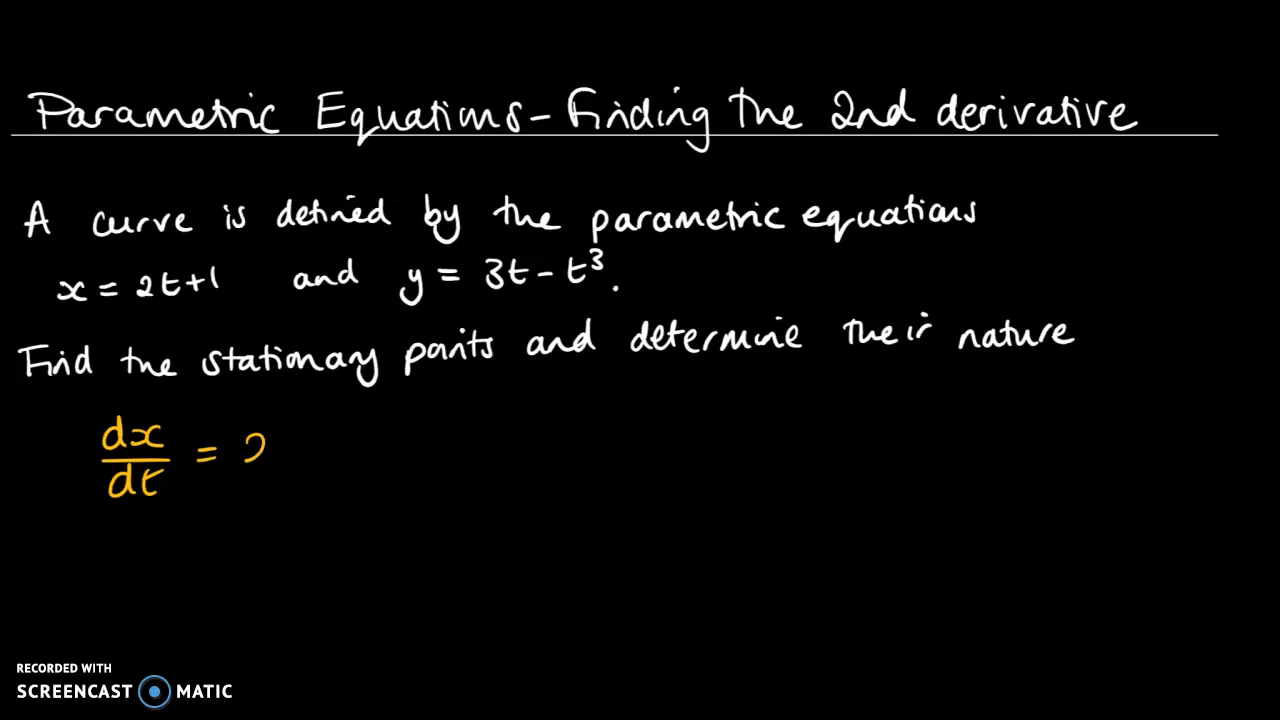 Parametric Equations - Finding the 2nd derivative
A curve is defined by the parametric equations
x = 2t+1 and y = 3t - t³.
Find the stationary points and determine their nature
dx/dt =
RECORDED WITH
SCREENCAST MATIC